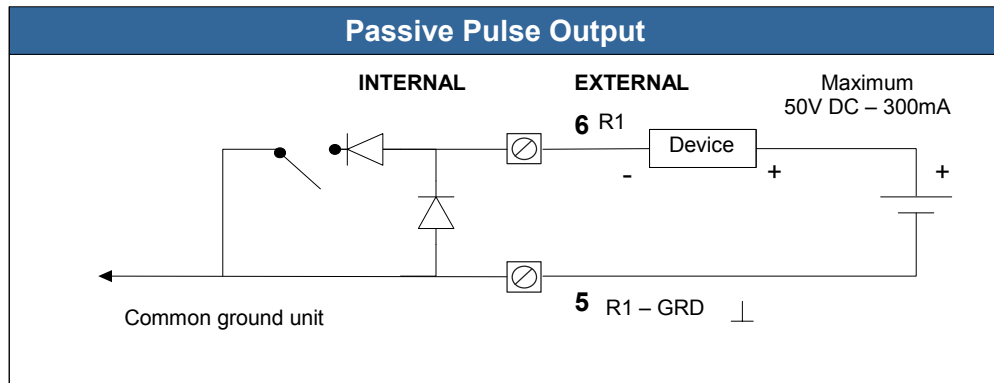 Passive Pulse Output
INTERNAL
EXTERNAL
Maximum
50V DC – 300mA
6 R1
Device
-
+
+
5 R1 – GRD
Common ground unit